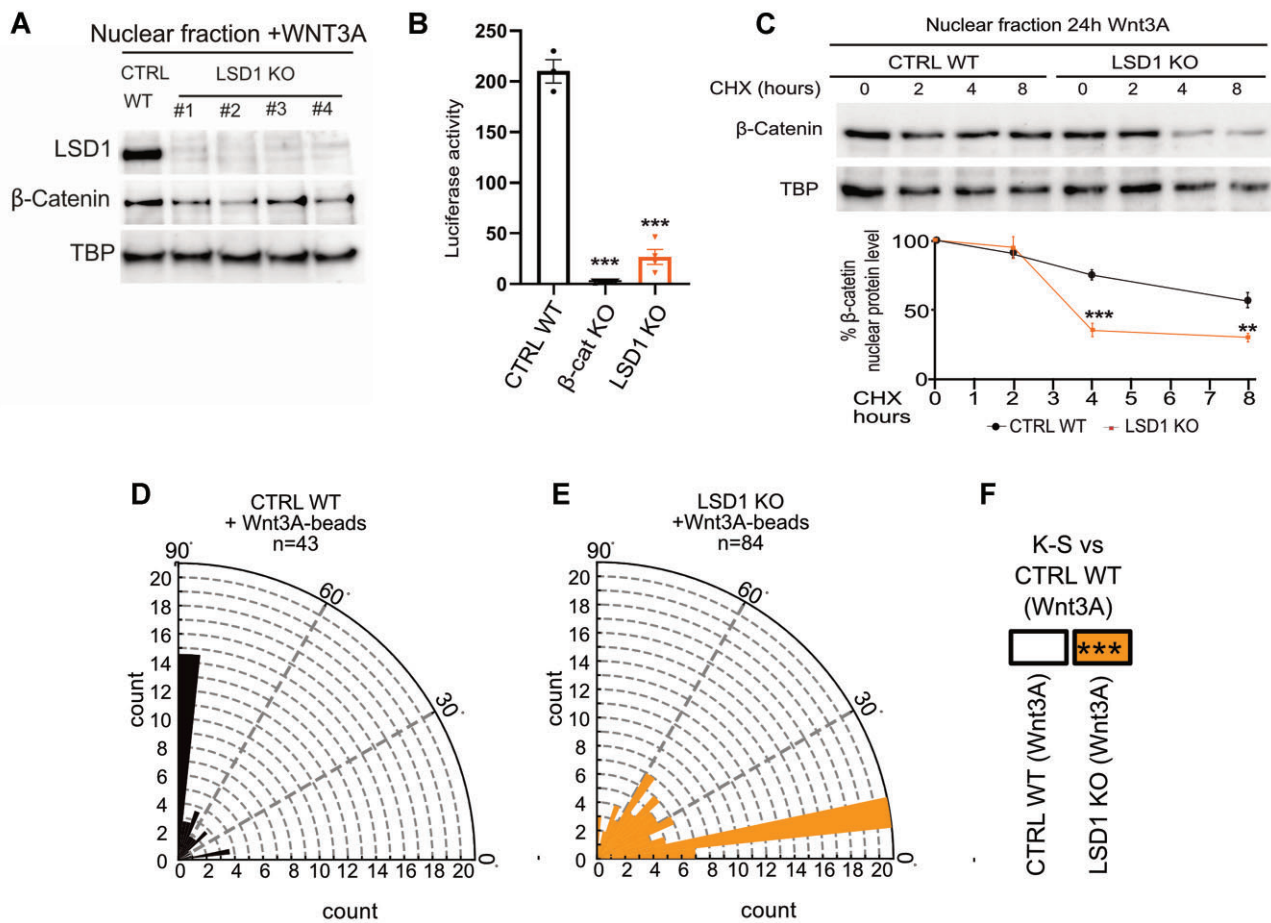 A
Nuclear fraction +WNT3A
CTRL
WT
LSD1 KO
#1 #2 #3 #4
LSD1
β-Catenin
TBP
B
Luciferase activity
250
200
150
100
50
0
***
***
CTRL WT
β-cat KO
LSD1 KO
C
Nuclear fraction 24h Wnt3A
CTRL WT LSD1 KO
CHX (hours) 0 2 4 8 0 2 4 8
β-Catenin
TBP
% β-catetin
nuclear protein level
100
50
0
***
**
CHX
hours
0 1 2 3 4 5 6 7 8
CTRL WT LSD1 KO
D
CTRL WT
+ Wnt3A-beads
n=43
90°
60°
30°
0°
count
20
18
16
14
12
10
8
6
4
2
0
0 2 4 6 8 10 12 14 16 18 20
count
E
LSD1 KO
+Wnt3A-beads
n=84
90°
60°
30°
0°
count
20
18
16
14
12
10
8
6
4
2
0
0 2 4 6 8 10 12 14 16 18 20
count
F
K-S vs
CTRL WT
(Wnt3A)
***
CTRL WT (Wnt3A)
LSD1 KO (Wnt3A)